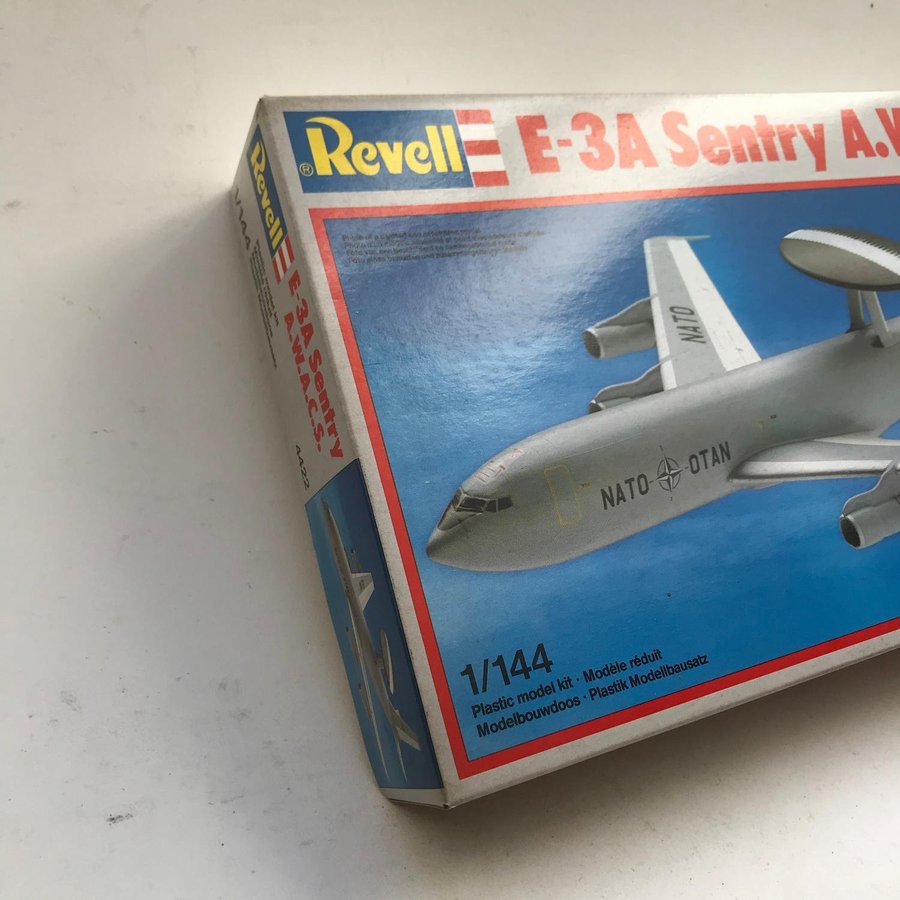 ® Revell
E-3A Sentry A.W
NATO
NATO OTAN
1/144
Plastic model kit · Modèle réduit
Modelbouwdoos · Plastik Modellbausatz
Revell
E-3A Sentry
A.W.A.C.S.
1/144
4422